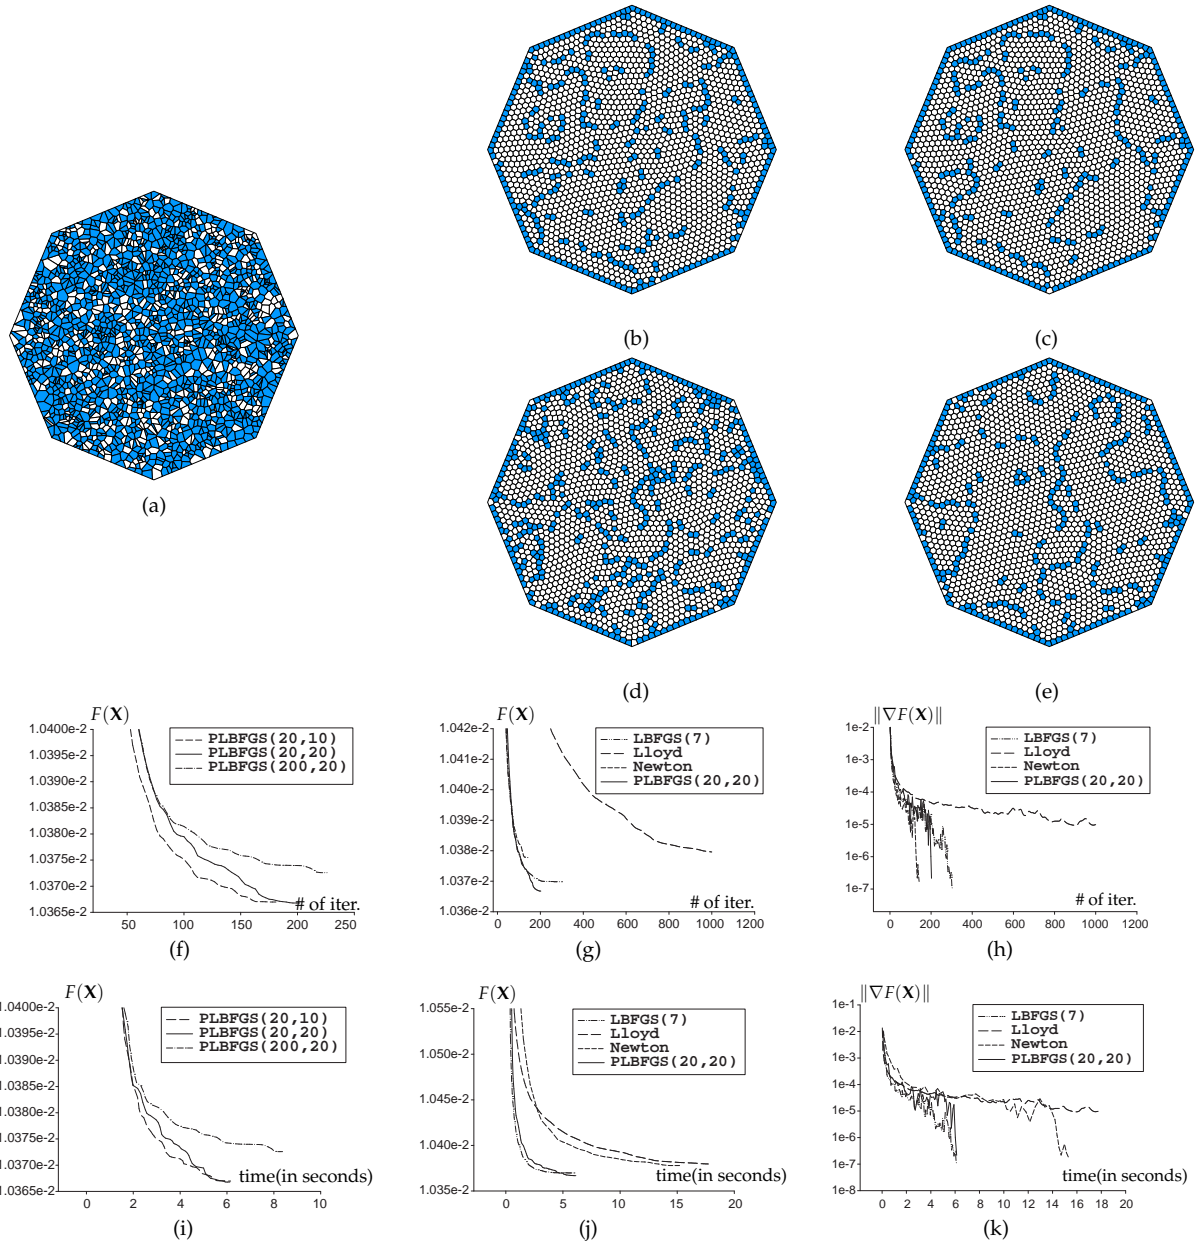 (a)
(b)
(c)
(d)
(e)
F(X)
1.0400e-2
1.0395e-2
1.0390e-2
1.0385e-2
1.0380e-2
1.0375e-2
1.0370e-2
1.0365e-2
PLBFGS(20,10)
PLBFGS(20,20)
PLBFGS(200,20)
# of iter.
50 100 150 200 250
(f)
F(X)
1.042e-2
1.041e-2
1.040e-2
1.039e-2
1.038e-2
1.037e-2
1.036e-2
LBFGS(7)
Lloyd
Newton
PLBFGS(20,20)
# of iter.
0 200 400 600 800 1000 1200
(g)
‖∇F(X)‖
1e-2
1e-3
1e-4
1e-5
1e-6
1e-7
LBFGS(7)
Lloyd
Newton
PLBFGS(20,20)
# of iter.
0 200 400 600 800 1000 1200
(h)
F(X)
1.0400e-2
1.0395e-2
1.0390e-2
1.0385e-2
1.0380e-2
1.0375e-2
1.0370e-2
1.0365e-2
PLBFGS(20,10)
PLBFGS(20,20)
PLBFGS(200,20)
time(in seconds)
0 2 4 6 8 10
(i)
F(X)
1.055e-2
1.050e-2
1.045e-2
1.040e-2
1.035e-2
LBFGS(7)
Lloyd
Newton
PLBFGS(20,20)
time(in seconds)
0 5 10 15 20
(j)
‖∇F(X)‖
1e-1
1e-2
1e-3
1e-4
1e-5
1e-6
1e-7
1e-8
LBFGS(7)
Lloyd
Newton
PLBFGS(20,20)
time(in seconds)
0 2 4 6 8 10 12 14 16 18 20
(k)